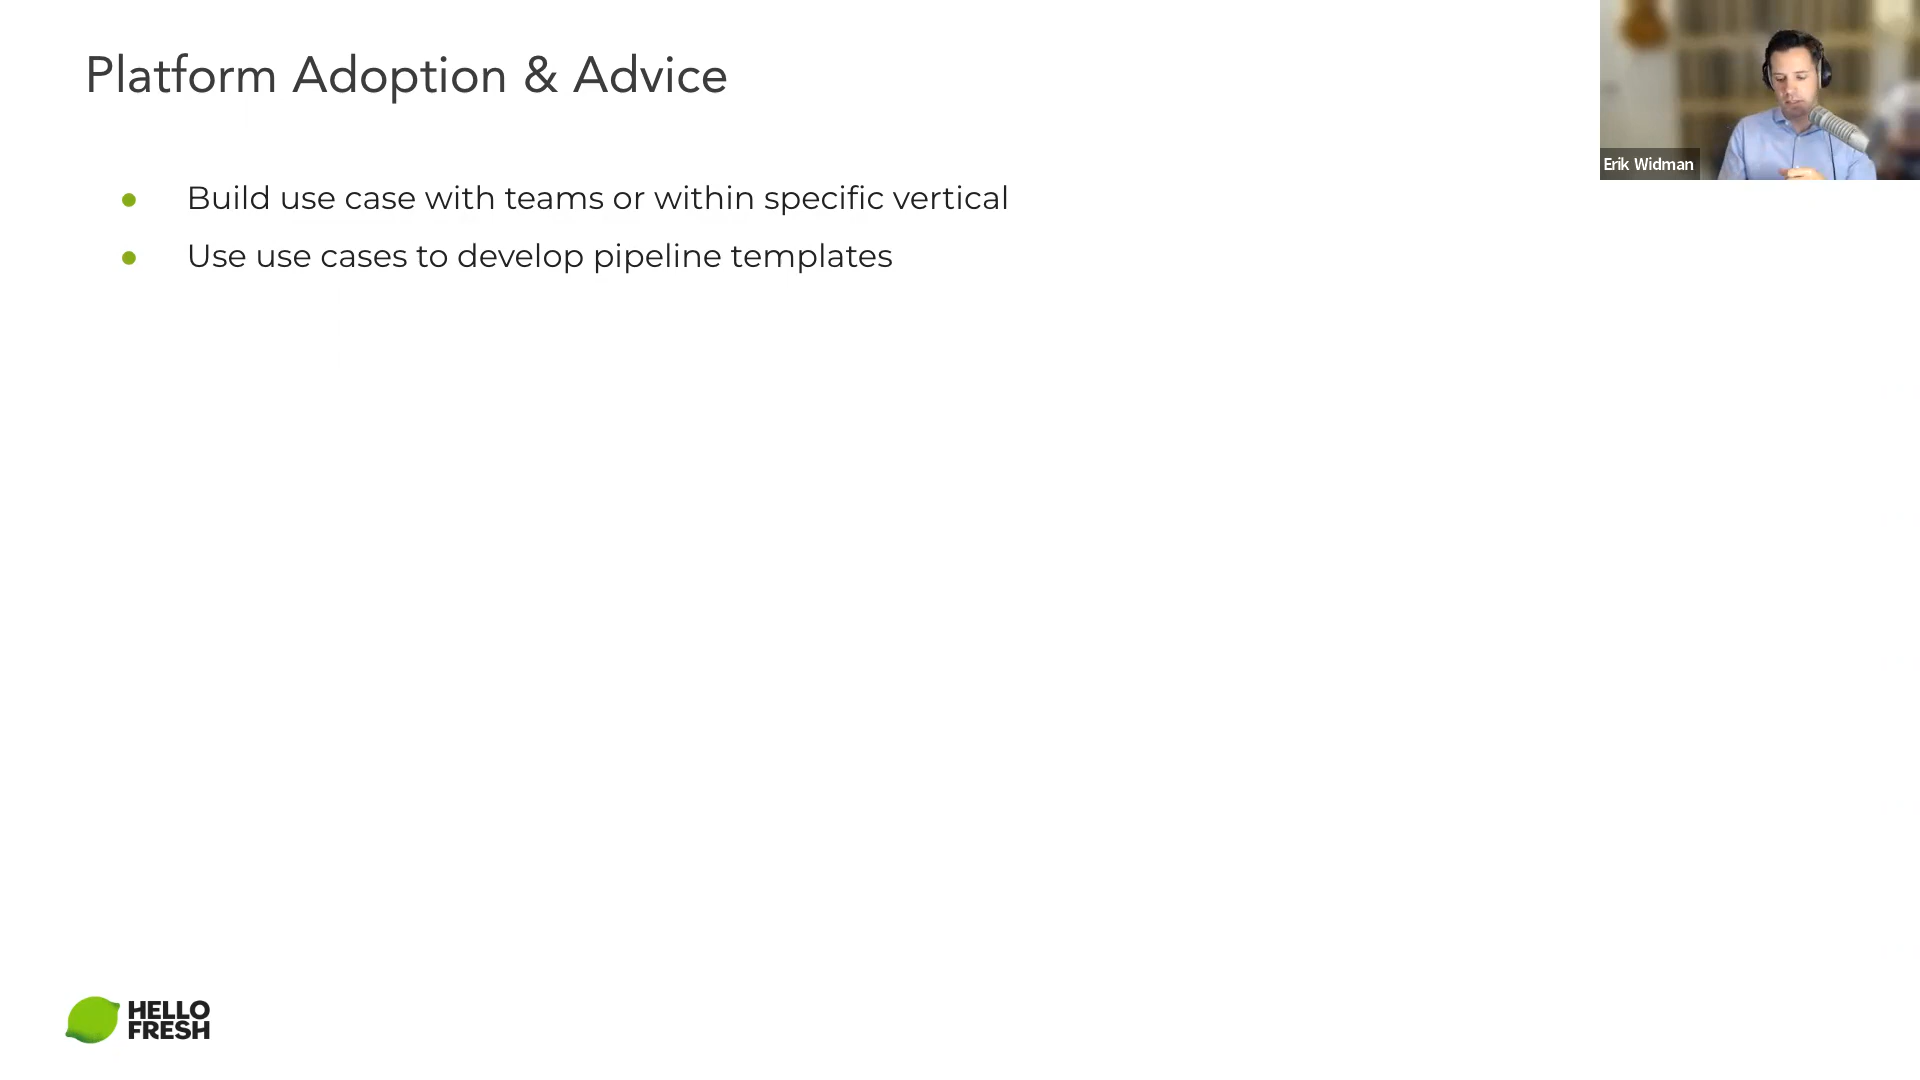 Platform Adoption & Advice
Erik Widman
Build use case with teams or within specific vertical
Use use cases to develop pipeline templates
HELLO
FRESH